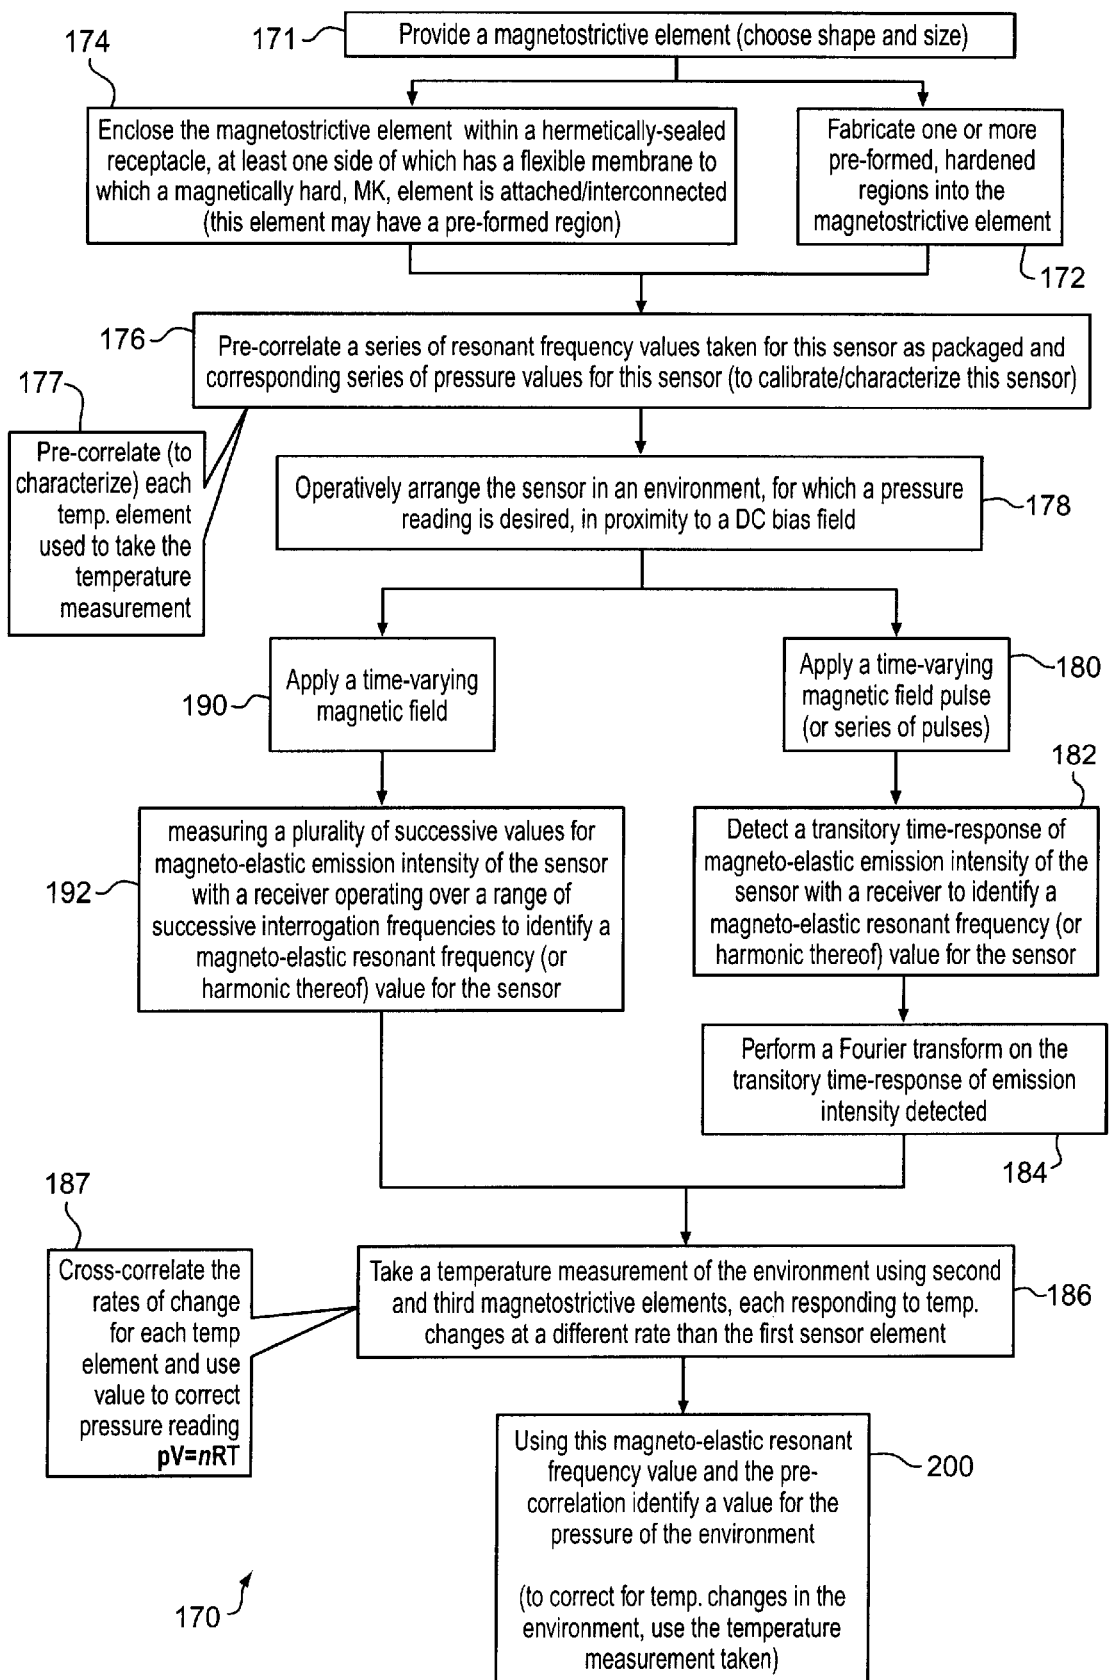 171
Provide a magnetostrictive element (choose shape and size)
174
Enclose the magnetostrictive element within a hermetically-sealed
receptacle, at least one side of which has a flexible membrane to
which a magnetically hard, MK, element is attached/interconnected
(this element may have a pre-formed region)
Fabricate one or more
pre-formed, hardened
regions into the
magnetostrictive element
172
176
Pre-correlate a series of resonant frequency values taken for this sensor as packaged and
corresponding series of pressure values for this sensor (to calibrate/characterize this sensor)
177
Pre-correlate (to
characterize) each
temp. element
used to take the
temperature
measurement
Operatively arrange the sensor in an environment, for which a pressure
reading is desired, in proximity to a DC bias field
178
190
Apply a time-varying
magnetic field
Apply a time-varying
magnetic field pulse
(or series of pulses)
180
182
192
measuring a plurality of successive values for
magneto-elastic emission intensity of the sensor
with a receiver operating over a range of
successive interrogation frequencies to identify a
magneto-elastic resonant frequency (or
harmonic thereof) value for the sensor
Detect a transitory time-response of
magneto-elastic emission intensity of the
sensor with a receiver to identify a
magneto-elastic resonant frequency (or
harmonic thereof) value for the sensor
Perform a Fourier transform on the
transitory time-response of emission
intensity detected
184
187
Cross-correlate the
rates of change
for each temp
element and use
value to correct
pressure reading
pV=nRT
Take a temperature measurement of the environment using second
and third magnetostrictive elements, each responding to temp.
changes at a different rate than the first sensor element
186
Using this magneto-elastic resonant
frequency value and the pre-
correlation identify a value for the
pressure of the environment
(to correct for temp. changes in the
environment, use the temperature
measurement taken)
200
170